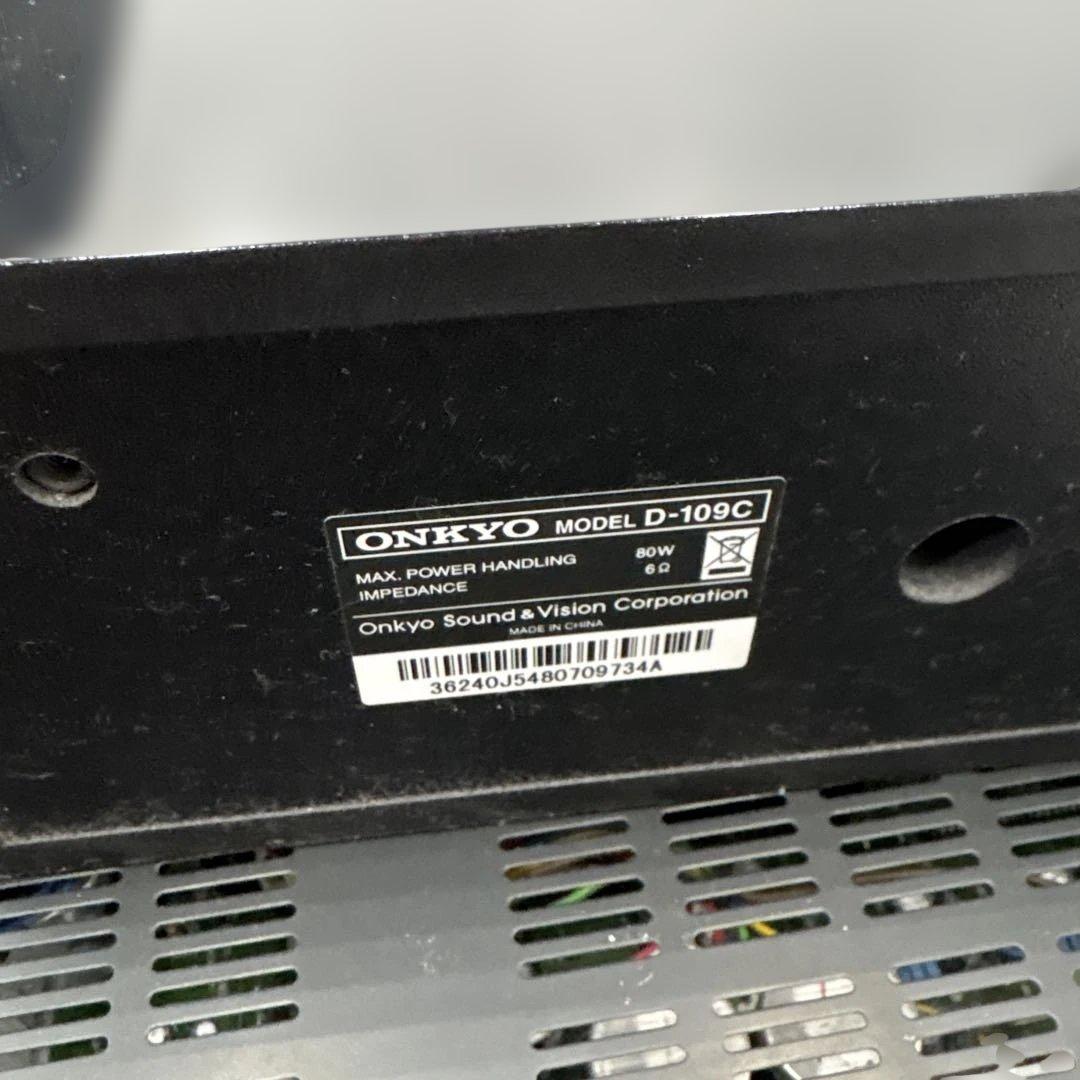 ONKYO MODEL D-109C
MAX. POWER HANDLING 80W
IMPEDANCE 6Ω
Onkyo Sound & Vision Corporation
MADE IN CHINA
36240J5480709734A